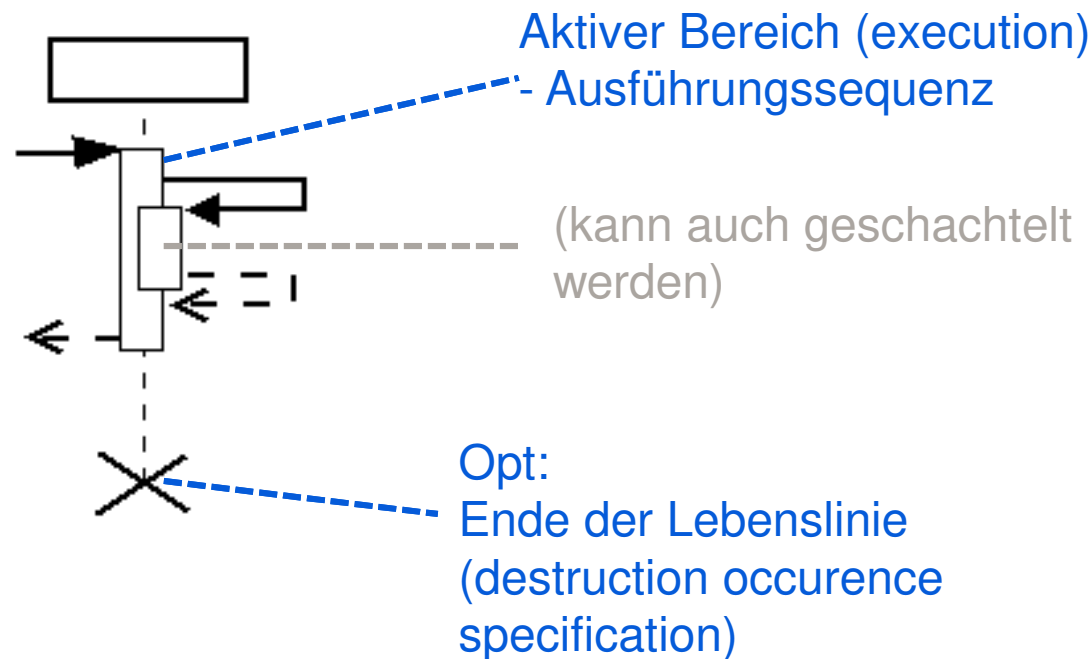 Aktiver Bereich (execution)
- Ausführungssequenz
(kann auch geschachtelt
werden)
Opt:
Ende der Lebenslinie
(destruction occurence
specification)